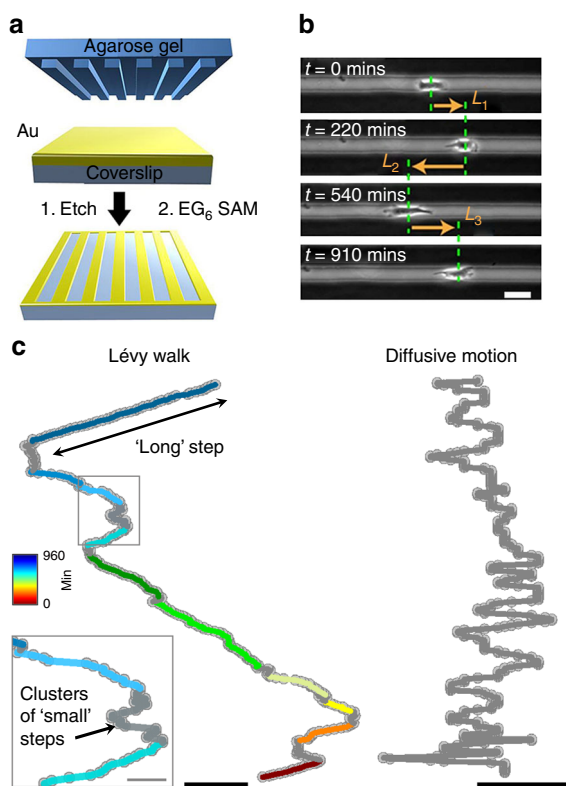 a
Agarose gel
Au
Coverslip
1. Etch
2. EG₆ SAM
b
t = 0 mins
L₁
t = 220 mins
L₂
t = 540 mins
L₃
t = 910 mins
c
Lévy walk
Diffusive motion
‘Long’ step
960
Min
0
Clusters
of ‘small’
steps